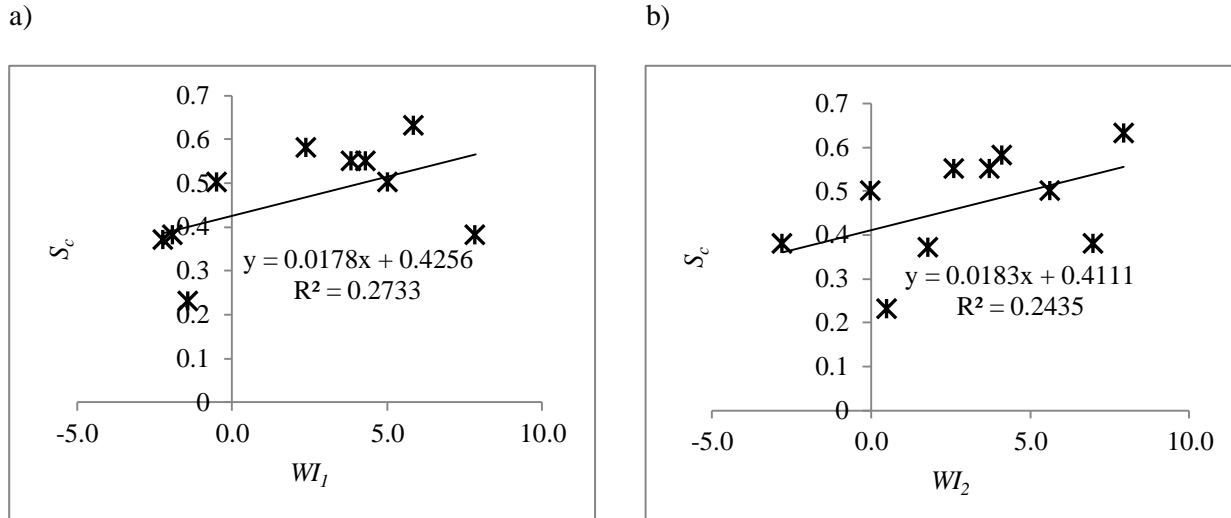 a)
0.7
0.6
0.5
0.4
0.3
0.2
0.1
0
-5.0 0.0 5.0 10.0
S_c
y = 0.0178x + 0.4256
R² = 0.2733
WI_1
b)
0.7
0.6
0.5
0.4
0.3
0.2
0.1
0
-5.0 0.0 5.0 10.0
S_c
y = 0.0183x + 0.4111
R² = 0.2435
WI_2